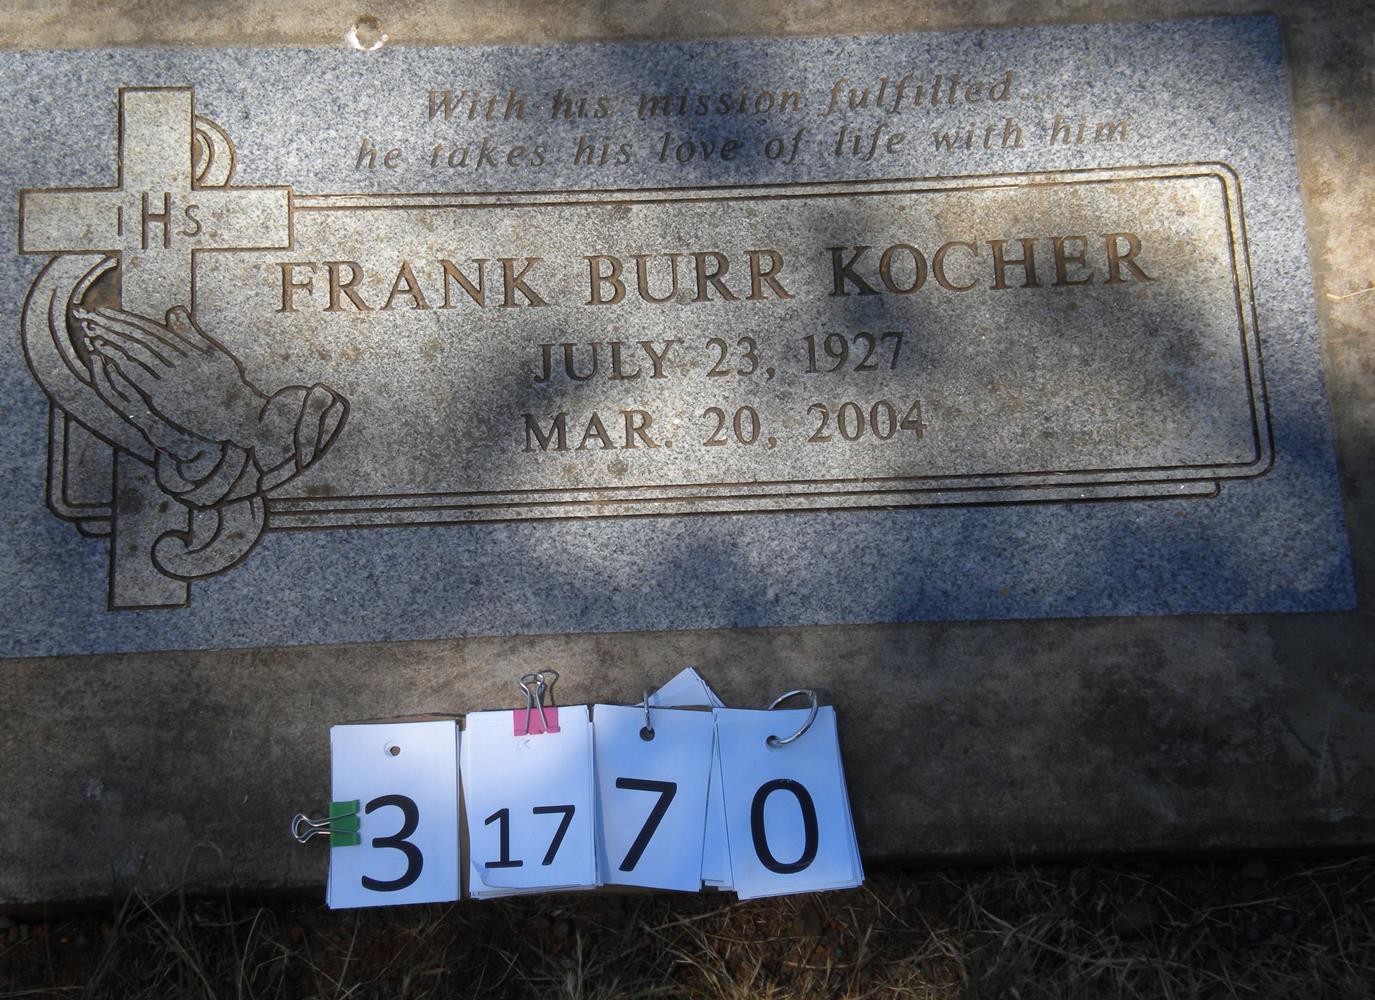 With his mission fulfilled...
he takes his love of life with him
IHS
FRANK BURR KOCHER
JULY 23, 1927
MAR. 20, 2004
3 17 7 0